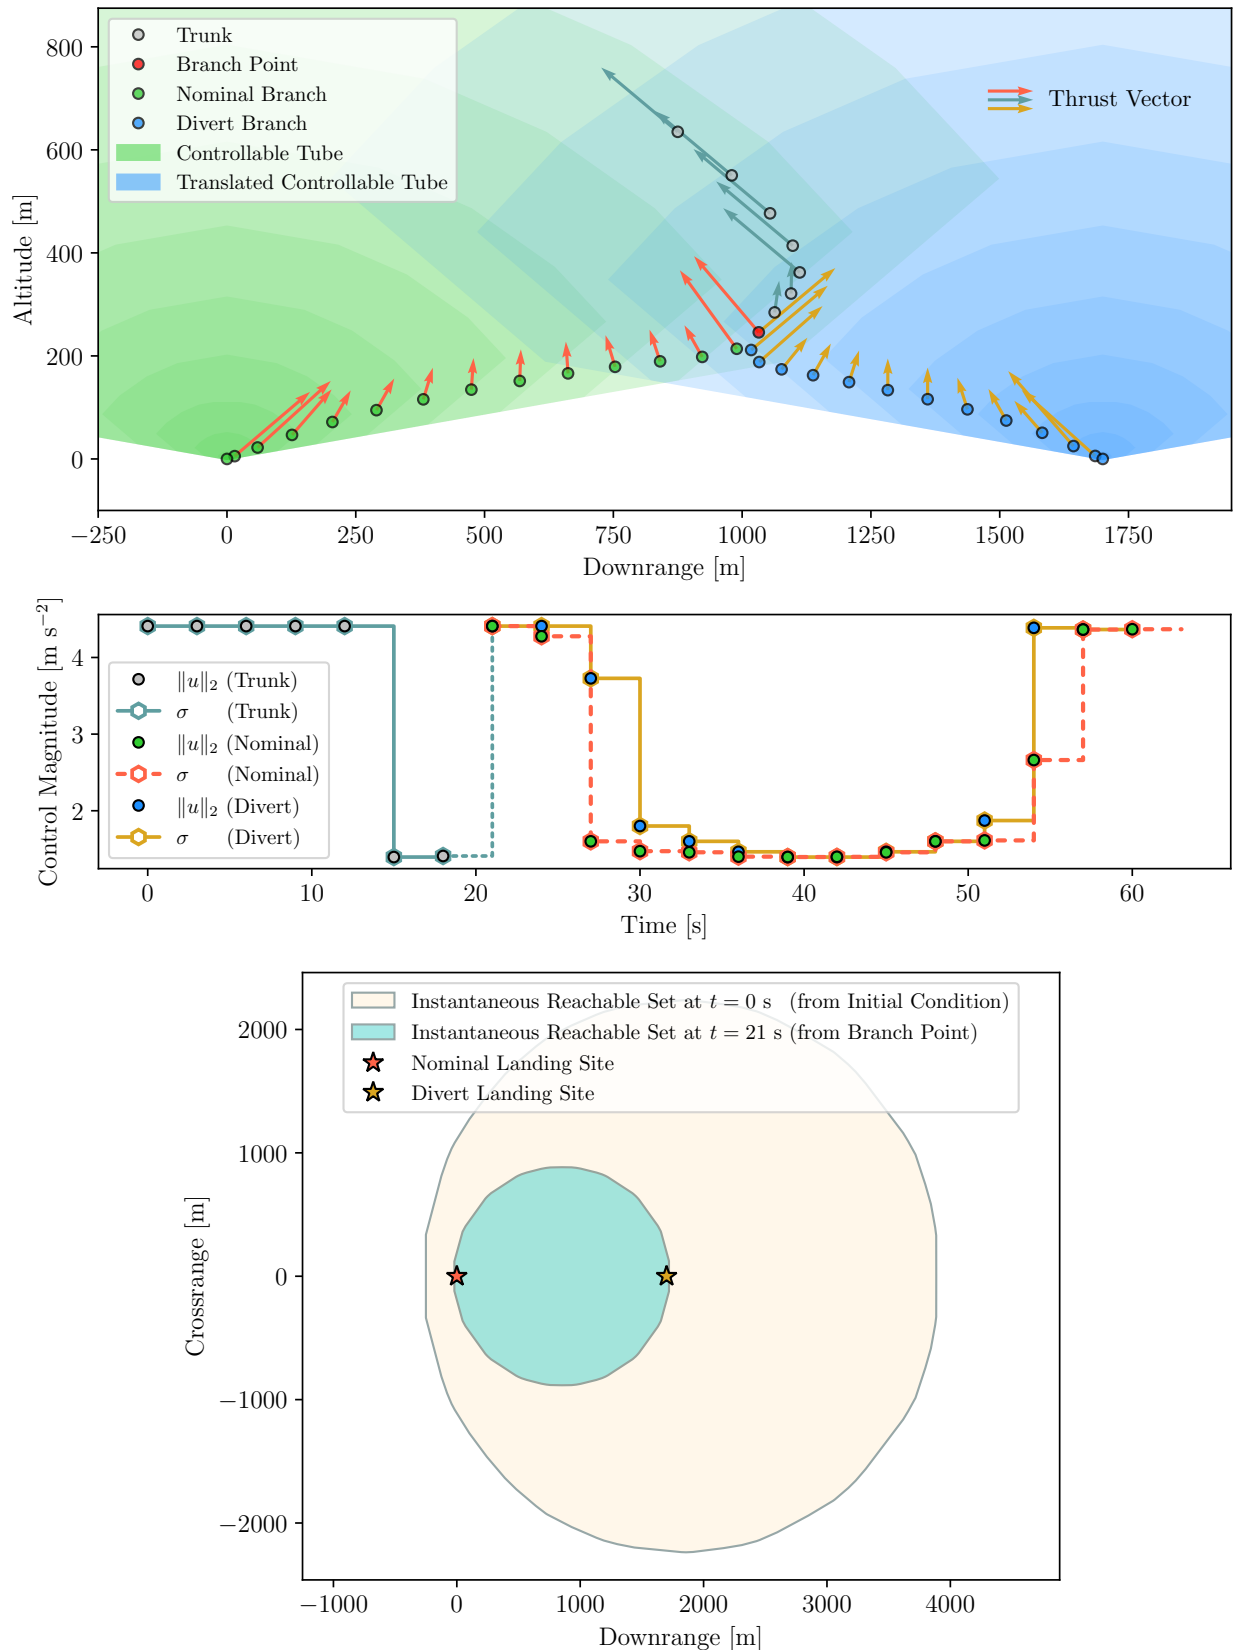 800
600
400
200
0
Altitude [m]
Trunk
Branch Point
Nominal Branch
Divert Branch
Controllable Tube
Translated Controllable Tube
Thrust Vector
−250
0
250
500
750
1000
1250
1500
1750
Downrange [m]
Control Magnitude [m s⁻²]
4
3
2
‖u‖₂ (Trunk)
σ (Trunk)
‖u‖₂ (Nominal)
σ (Nominal)
‖u‖₂ (Divert)
σ (Divert)
0
10
20
30
40
50
60
Time [s]
Instantaneous Reachable Set at t = 0 s (from Initial Condition)
Instantaneous Reachable Set at t = 21 s (from Branch Point)
Nominal Landing Site
Divert Landing Site
2000
1000
0
−1000
−2000
Crossrange [m]
−1000
0
1000
2000
3000
4000
Downrange [m]